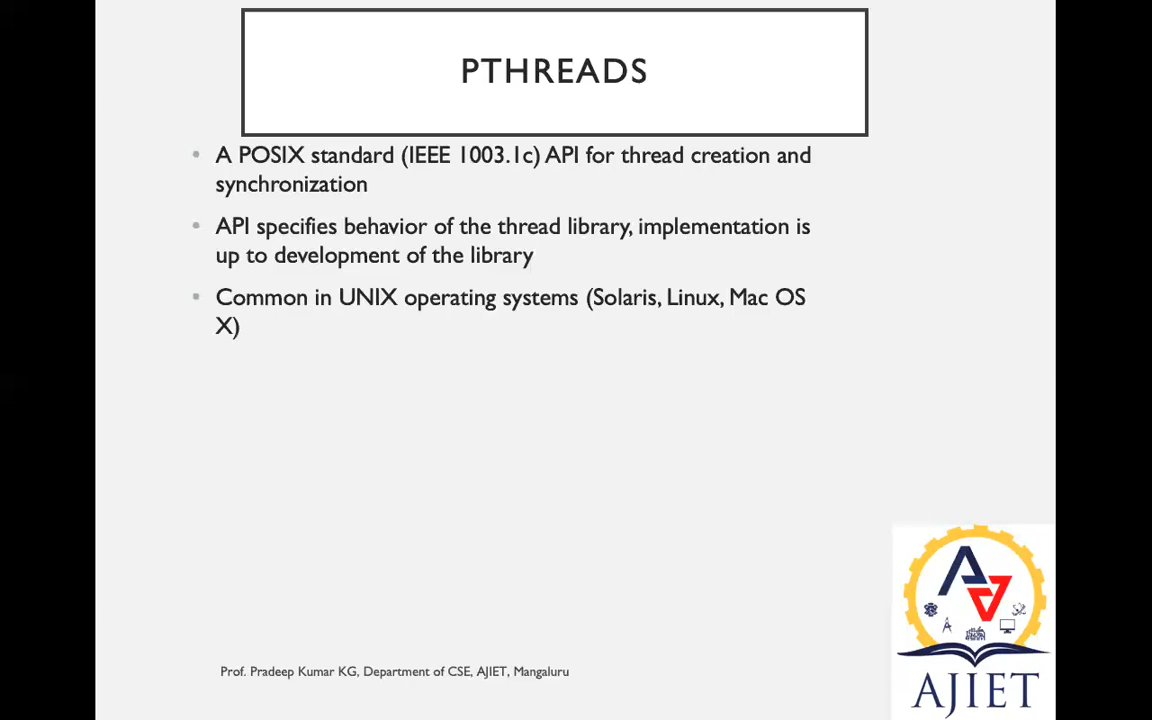 PTHREADS
• A POSIX standard (IEEE 1003.1c) API for thread creation and
synchronization
• API specifies behavior of the thread library, implementation is
up to development of the library
• Common in UNIX operating systems (Solaris, Linux, Mac OS
X)
Prof. Pradeep Kumar KG, Department of CSE, AJIET, Mangaluru
AJIET